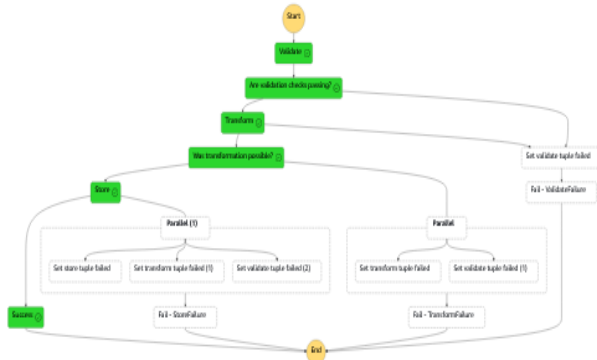 Start
Validate
Are validation checks passing?
Transform
Was transformation possible?
Set validate tuple failed
Store
Fail - ValidateFailure
Parallel (1)
Parallel
Set store tuple failed
Set transform tuple failed (1)
Set validate tuple failed (2)
Set transform tuple failed
Set validate tuple failed (1)
Success
Fail - StoreFailure
Fail - TransformFailure
End